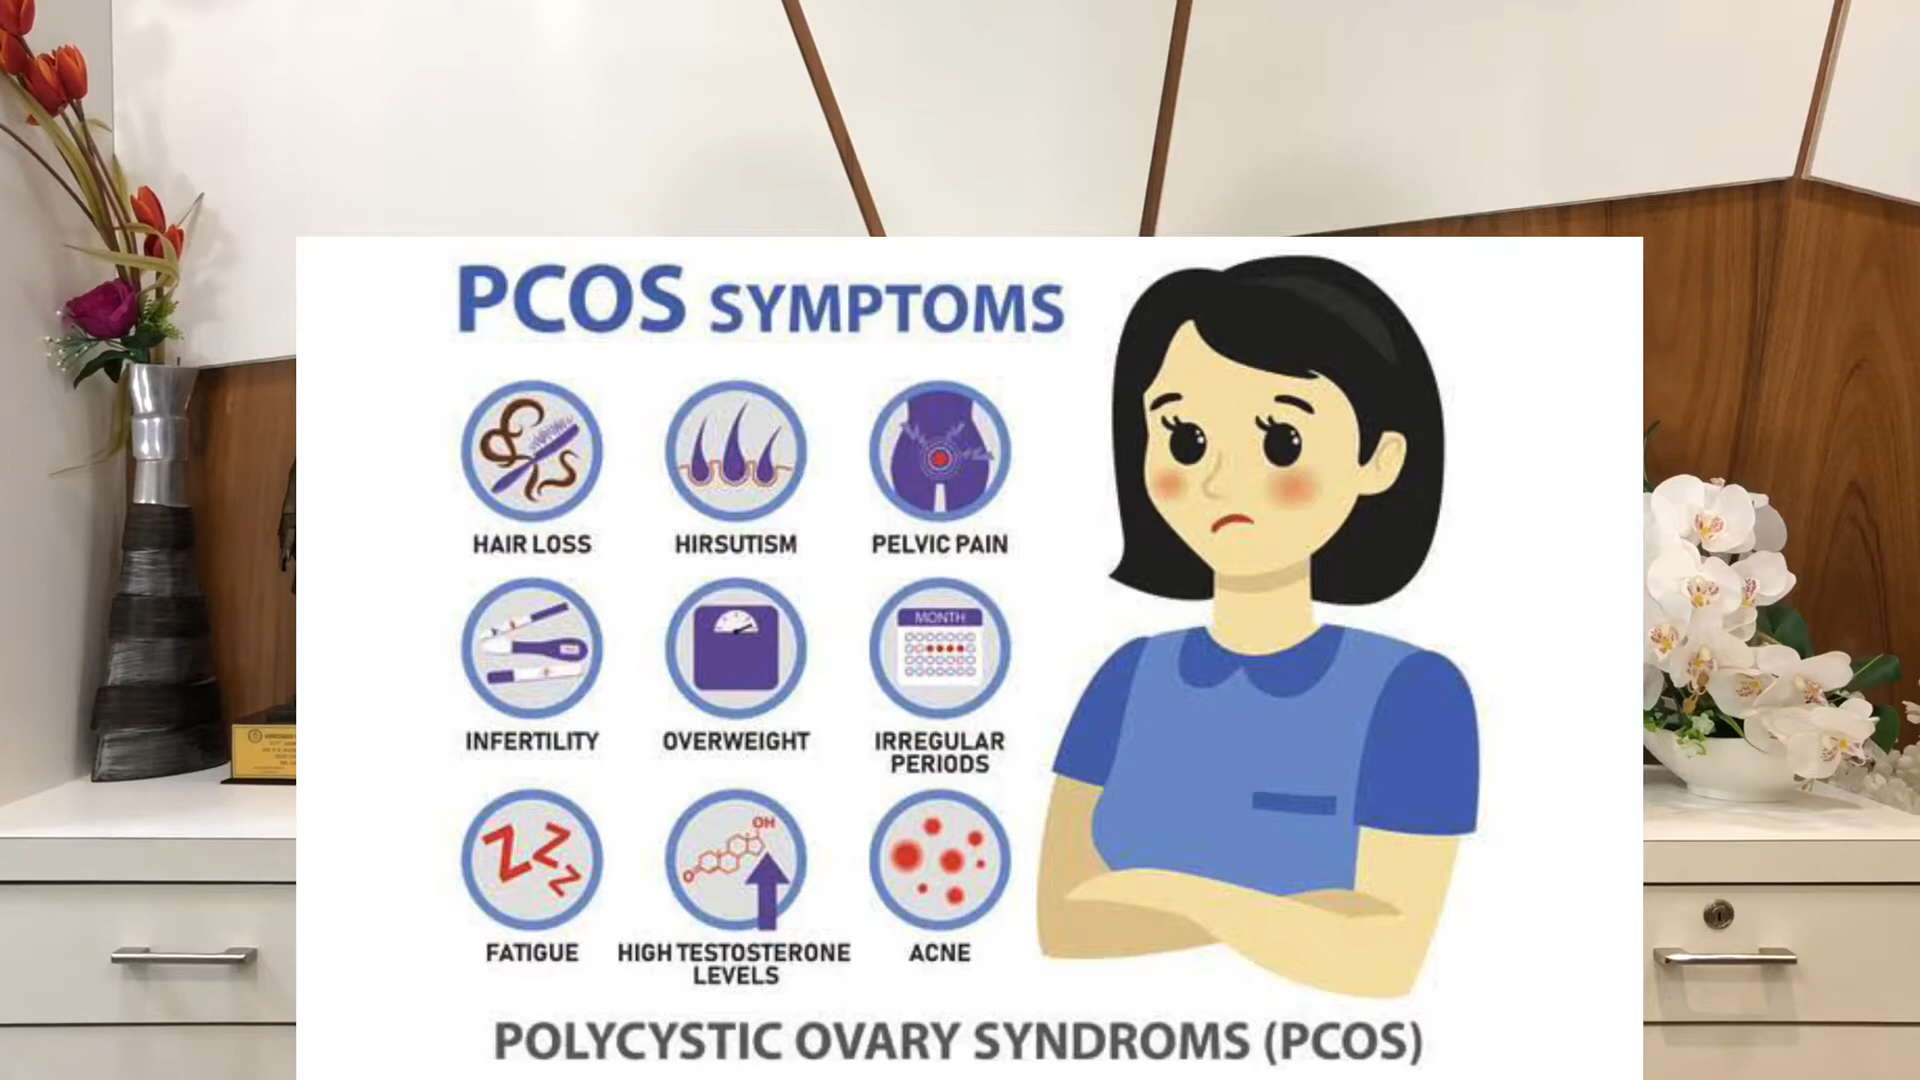 PCOS SYMPTOMS
HAIR LOSS
HIRSUTISM
PELVIC PAIN
MONTH
INFERTILITY
OVERWEIGHT
IRREGULAR
PERIODS
OH
O
FATIGUE
HIGH TESTOSTERONE
LEVELS
ACNE
POLYCYSTIC OVARY SYNDROMS (PCOS)